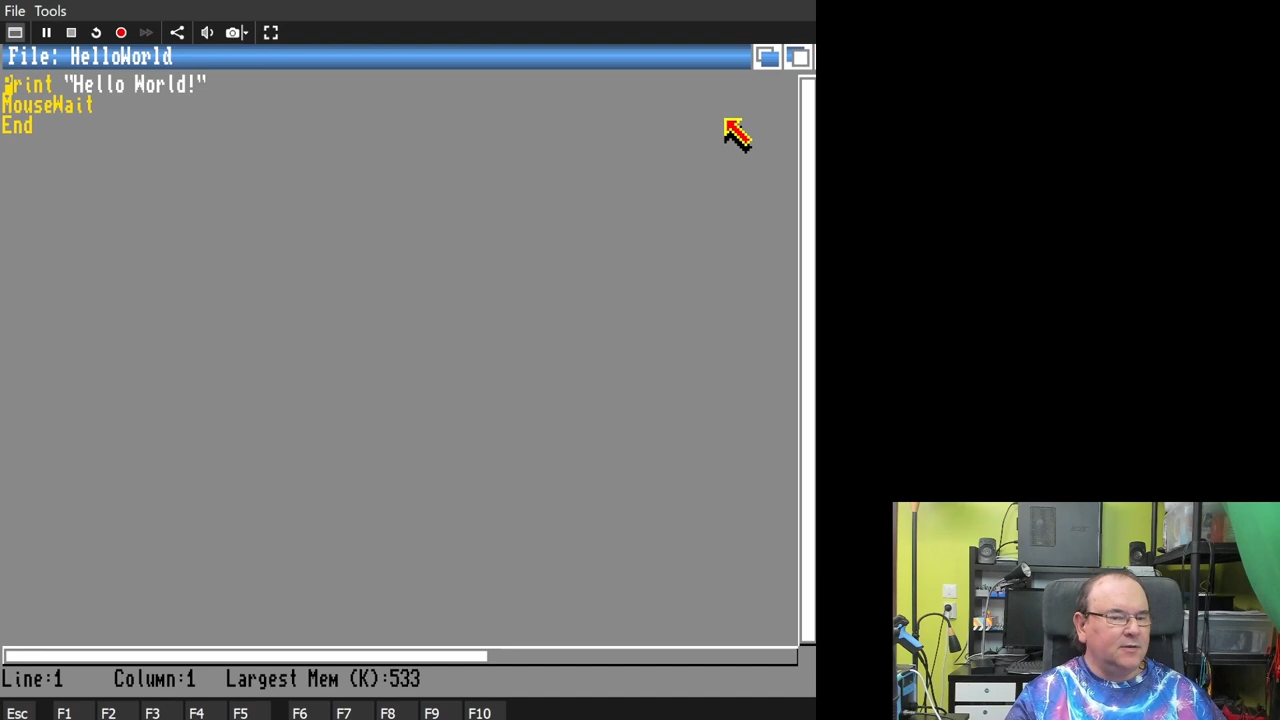 File Tools
File: HelloWorld
Print "Hello World!"
MouseWait
End
Line:1 Column:1 Largest Mem (K):533
Esc F1 F2 F3 F4 F5 F6 F7 F8 F9 F10